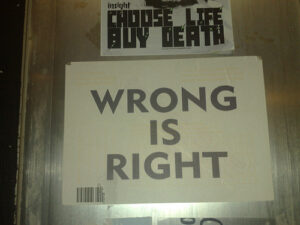 insight
CHOOSE LIFE
BUY DEATH
WRONG
IS
RIGHT